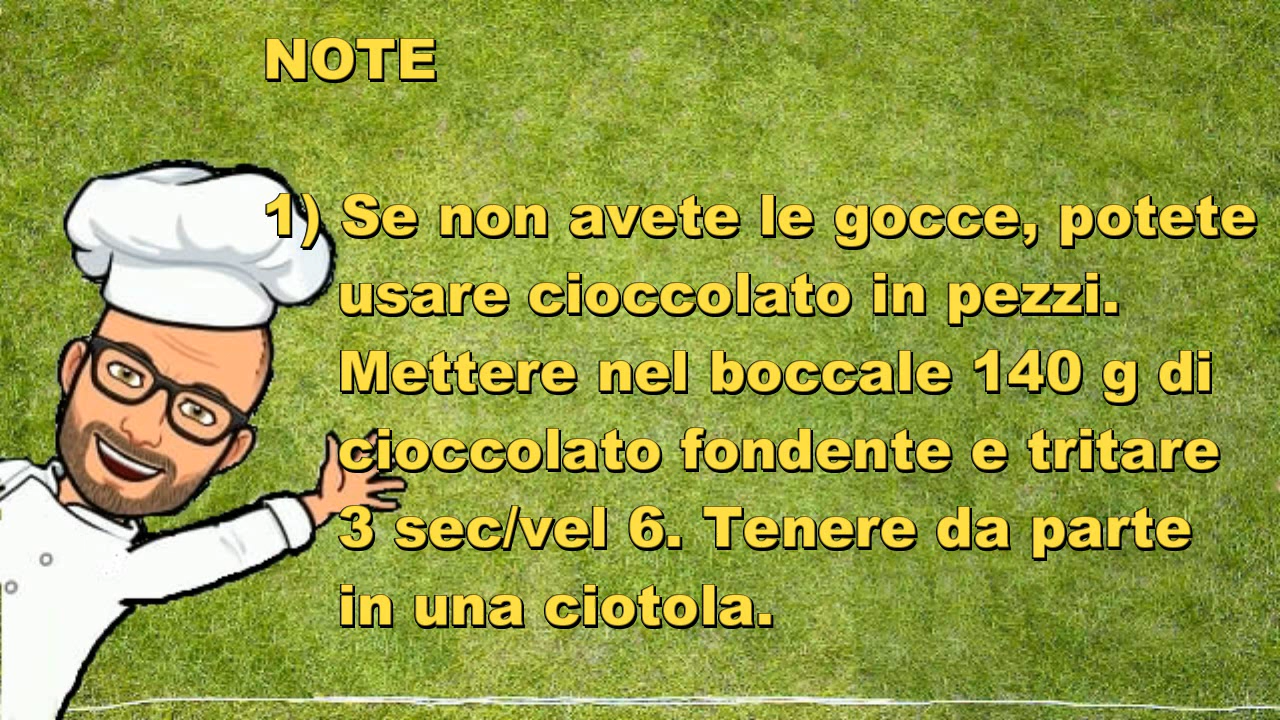 NOTE
1) Se non avete le gocce, potete
usare cioccolato in pezzi.
Mettere nel boccale 140 g di
cioccolato fondente e tritare
3 sec/vel 6. Tenere da parte
in una ciotola.